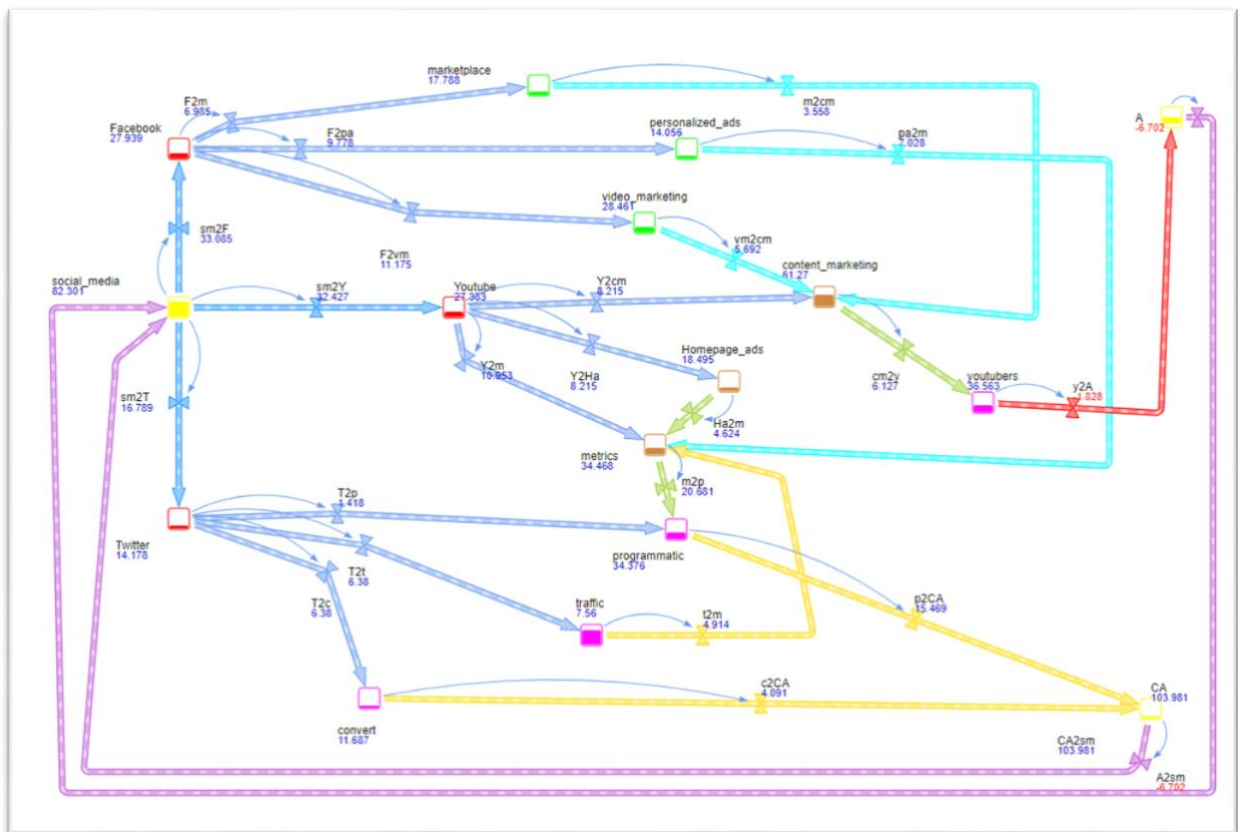 marketplace
17.788
F2m
6.985
m2cm
3.558
Facebook
27.939
F2pa
9.778
personalized_ads
14.056
pa2m
7.028
A
-6.702
video_marketing
28.461
sm2F
33.085
F2vm
11.175
vm2cm
5.692
content_marketing
61.27
social_media
82.301
sm2Y
32.427
Youtube
27.383
Y2cm
8.215
Y2m
10.953
Y2Ha
8.215
Homepage_ads
18.495
cm2y
6.127
youtubers
36.563
y2A
-1.828
sm2T
16.789
Ha2m
4.624
metrics
34.468
m2p
20.681
T2p
1.418
Twitter
14.178
T2t
6.38
programmatic
34.376
T2c
6.38
traffic
7.56
t2m
4.914
p2CA
15.469
c2CA
4.091
CA
103.981
convert
11.687
CA2sm
103.981
A2sm
-6.702